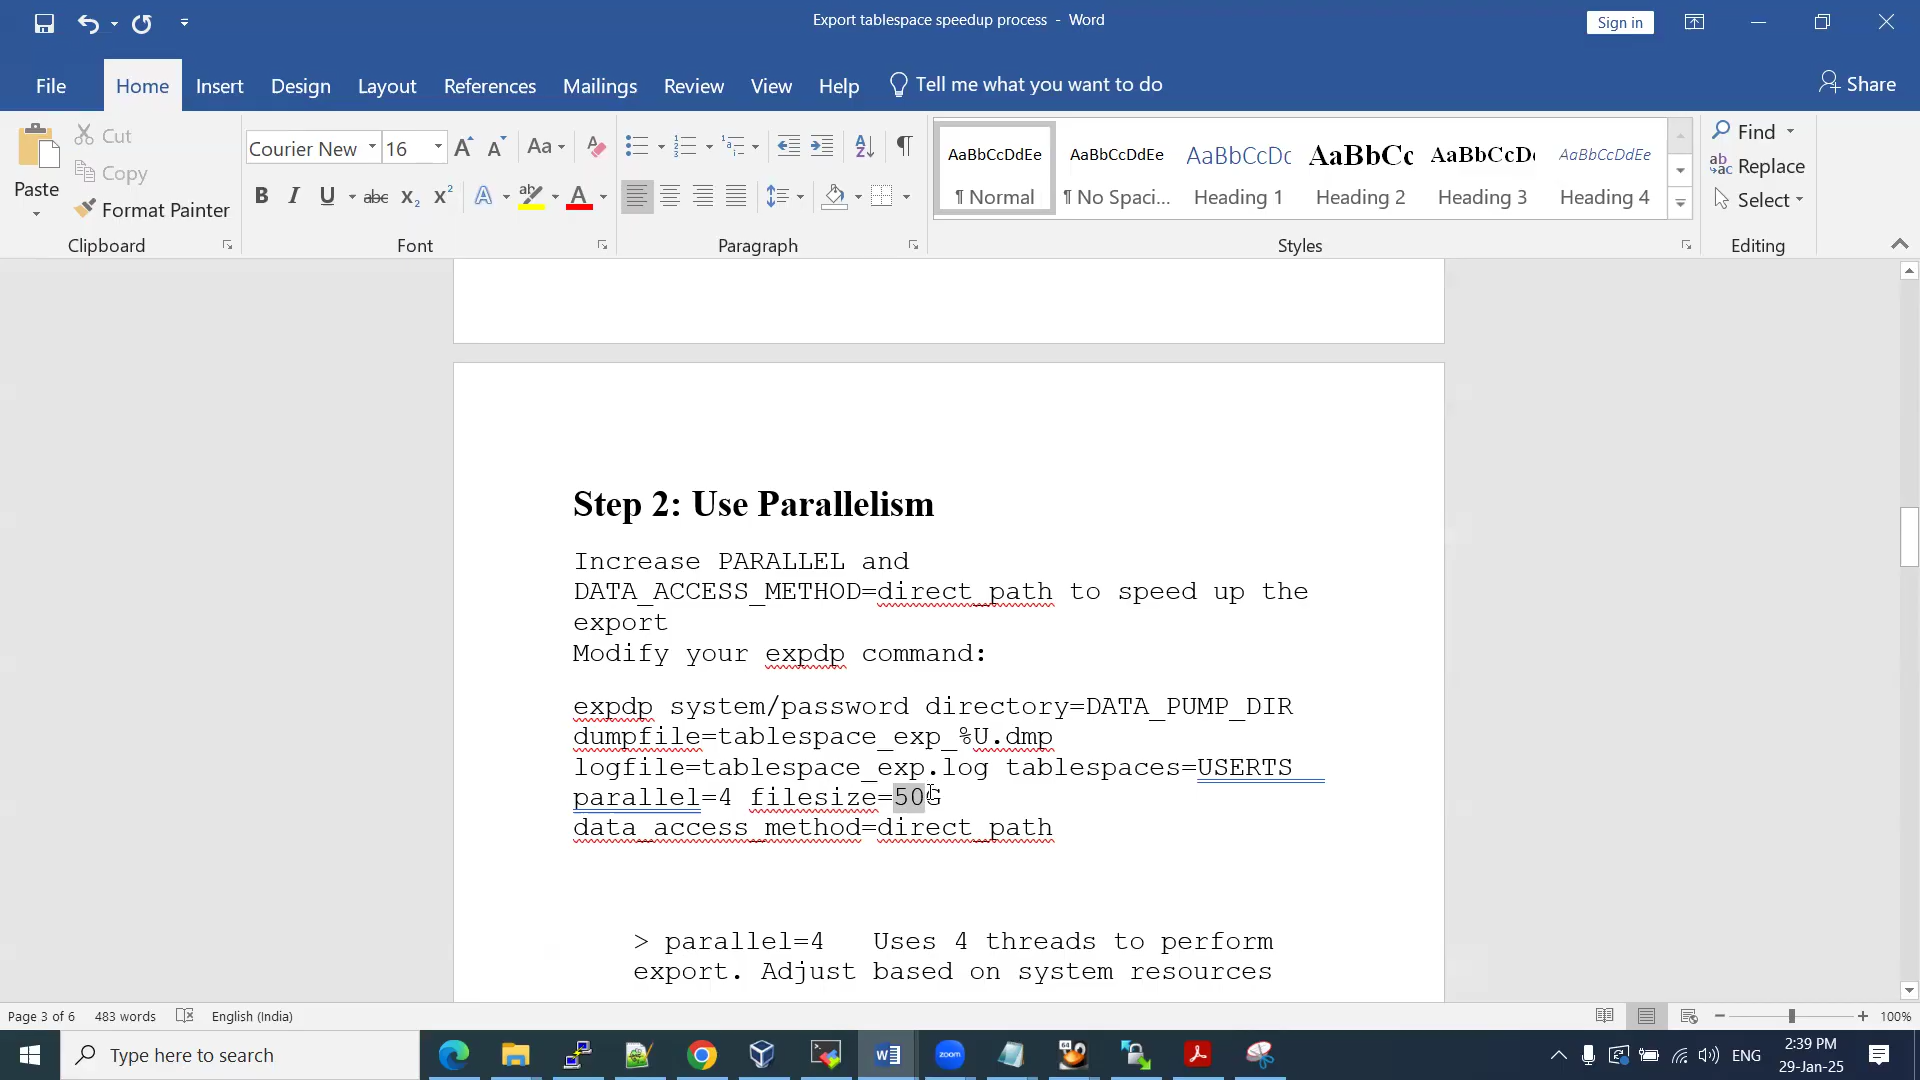 Export tablespace speedup process - Word
Sign in
File
Home
Insert
Design
Layout
References
Mailings
Review
View
Help
Tell me what you want to do
Share
Paste
Cut
Copy
Format Painter
Clipboard
Courier New
16
Font
Paragraph
AaBbCcDdEe
¶ Normal
AaBbCcDdEe
¶ No Spaci...
AaBbCcDc
Heading 1
AaBbCc
Heading 2
AaBbCcD
Heading 3
AaBbCcDdEe
Heading 4
Styles
Find
Replace
Select
Editing
Step 2: Use Parallelism
Increase PARALLEL and
DATA_ACCESS_METHOD=direct_path to speed up the
export
Modify your expdp command:
expdp system/password directory=DATA_PUMP_DIR
dumpfile=tablespace_exp_%U.dmp
logfile=tablespace_exp.log tablespaces=USERTS
parallel=4 filesize=50G
data_access_method=direct_path
> parallel=4 Uses 4 threads to perform
export. Adjust based on system resources
Page 3 of 6
483 words
English (India)
100%
Type here to search
zoom
ENG
2:39 PM
29-Jan-25